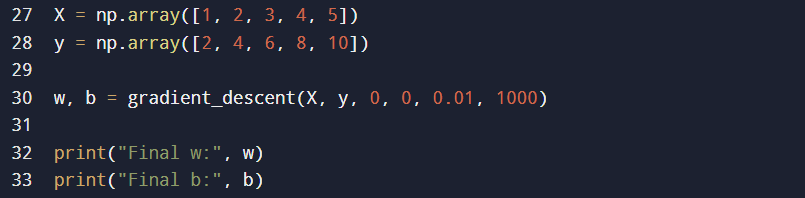 27 X = np.array([1, 2, 3, 4, 5])
28 y = np.array([2, 4, 6, 8, 10])
29
30 w, b = gradient_descent(X, y, 0, 0, 0.01, 1000)
31
32 print("Final w:", w)
33 print("Final b:", b)